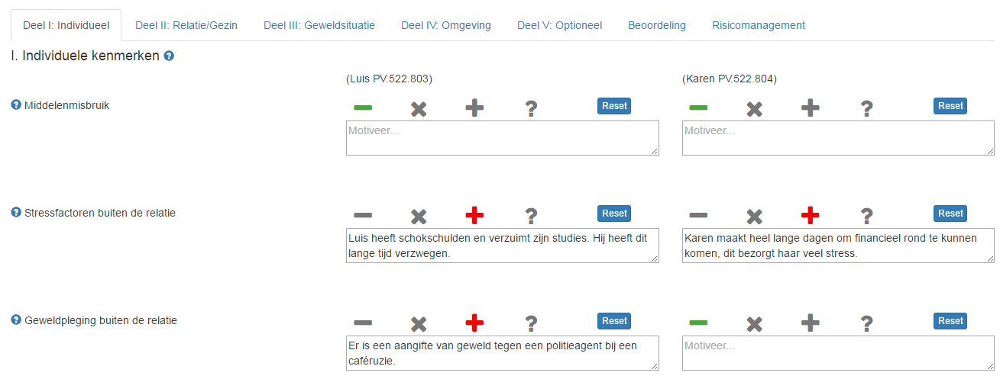 Deel I: Individueel Deel II: Relatie/Gezin Deel III: Geweldsituatie Deel IV: Omgeving Deel V: Optioneel Beoordeling Risicomanagement
I. Individuele kenmerken ?
(Luis PV.522.803) (Karen PV.522.804)
? Middelenmisbruik ? Reset ? Reset
Motiveer... Motiveer...
? Stressfactoren buiten de relatie ? Reset ? Reset
Luis heeft schokschulden en verzuimt zijn studies. Hij heeft dit Karen maakt heel lange dagen om financieel rond te kunnen
lange tijd verzwegen. komen, dit bezorgt haar veel stress.
? Geweldpleging buiten de relatie ? Reset ? Reset
Er is een aangifte van geweld tegen een politieagent bij een Motiveer...
caféruzie.